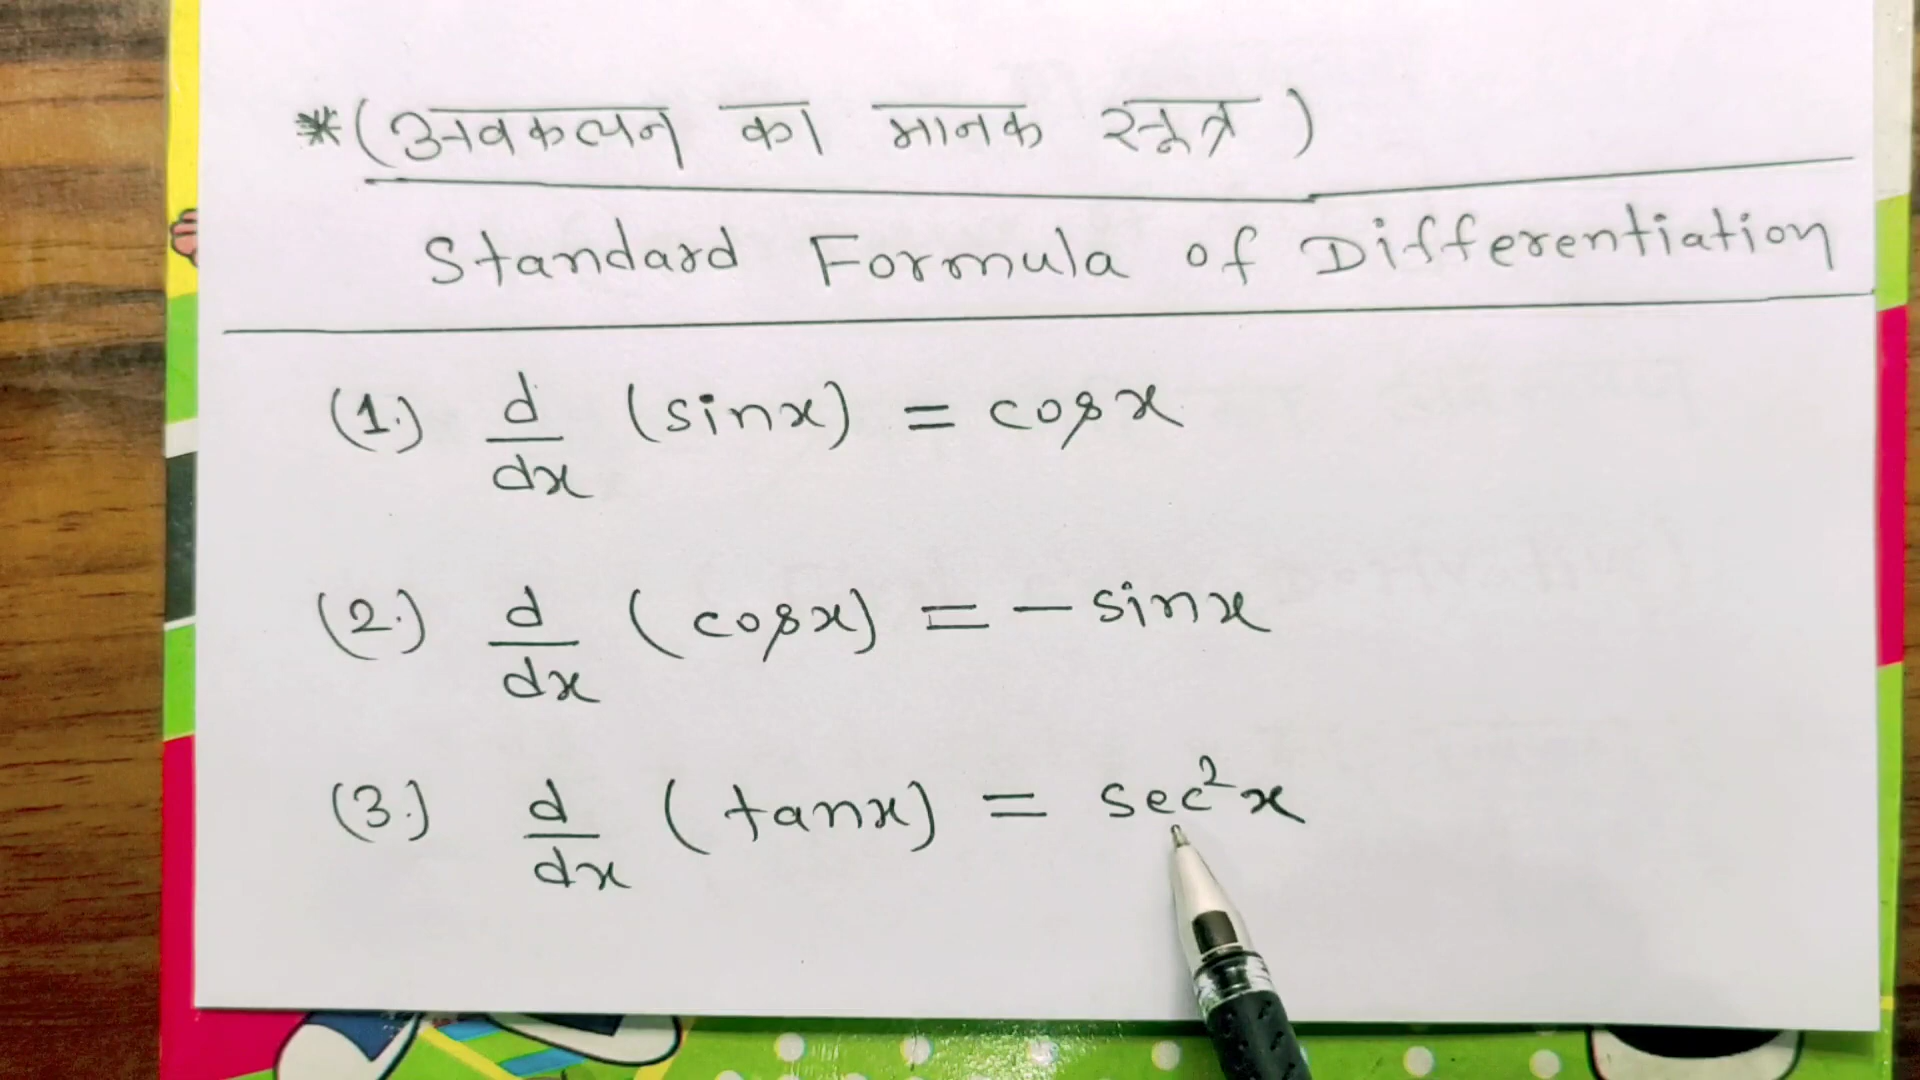 *(अवकलन का मानक सूत्र)
Standard Formula of Differentiation
(1.) d/dx (sinx) = cosx
(2.) d/dx (cosx) = - sinx
(3.) d/dx (tanx) = sec²x